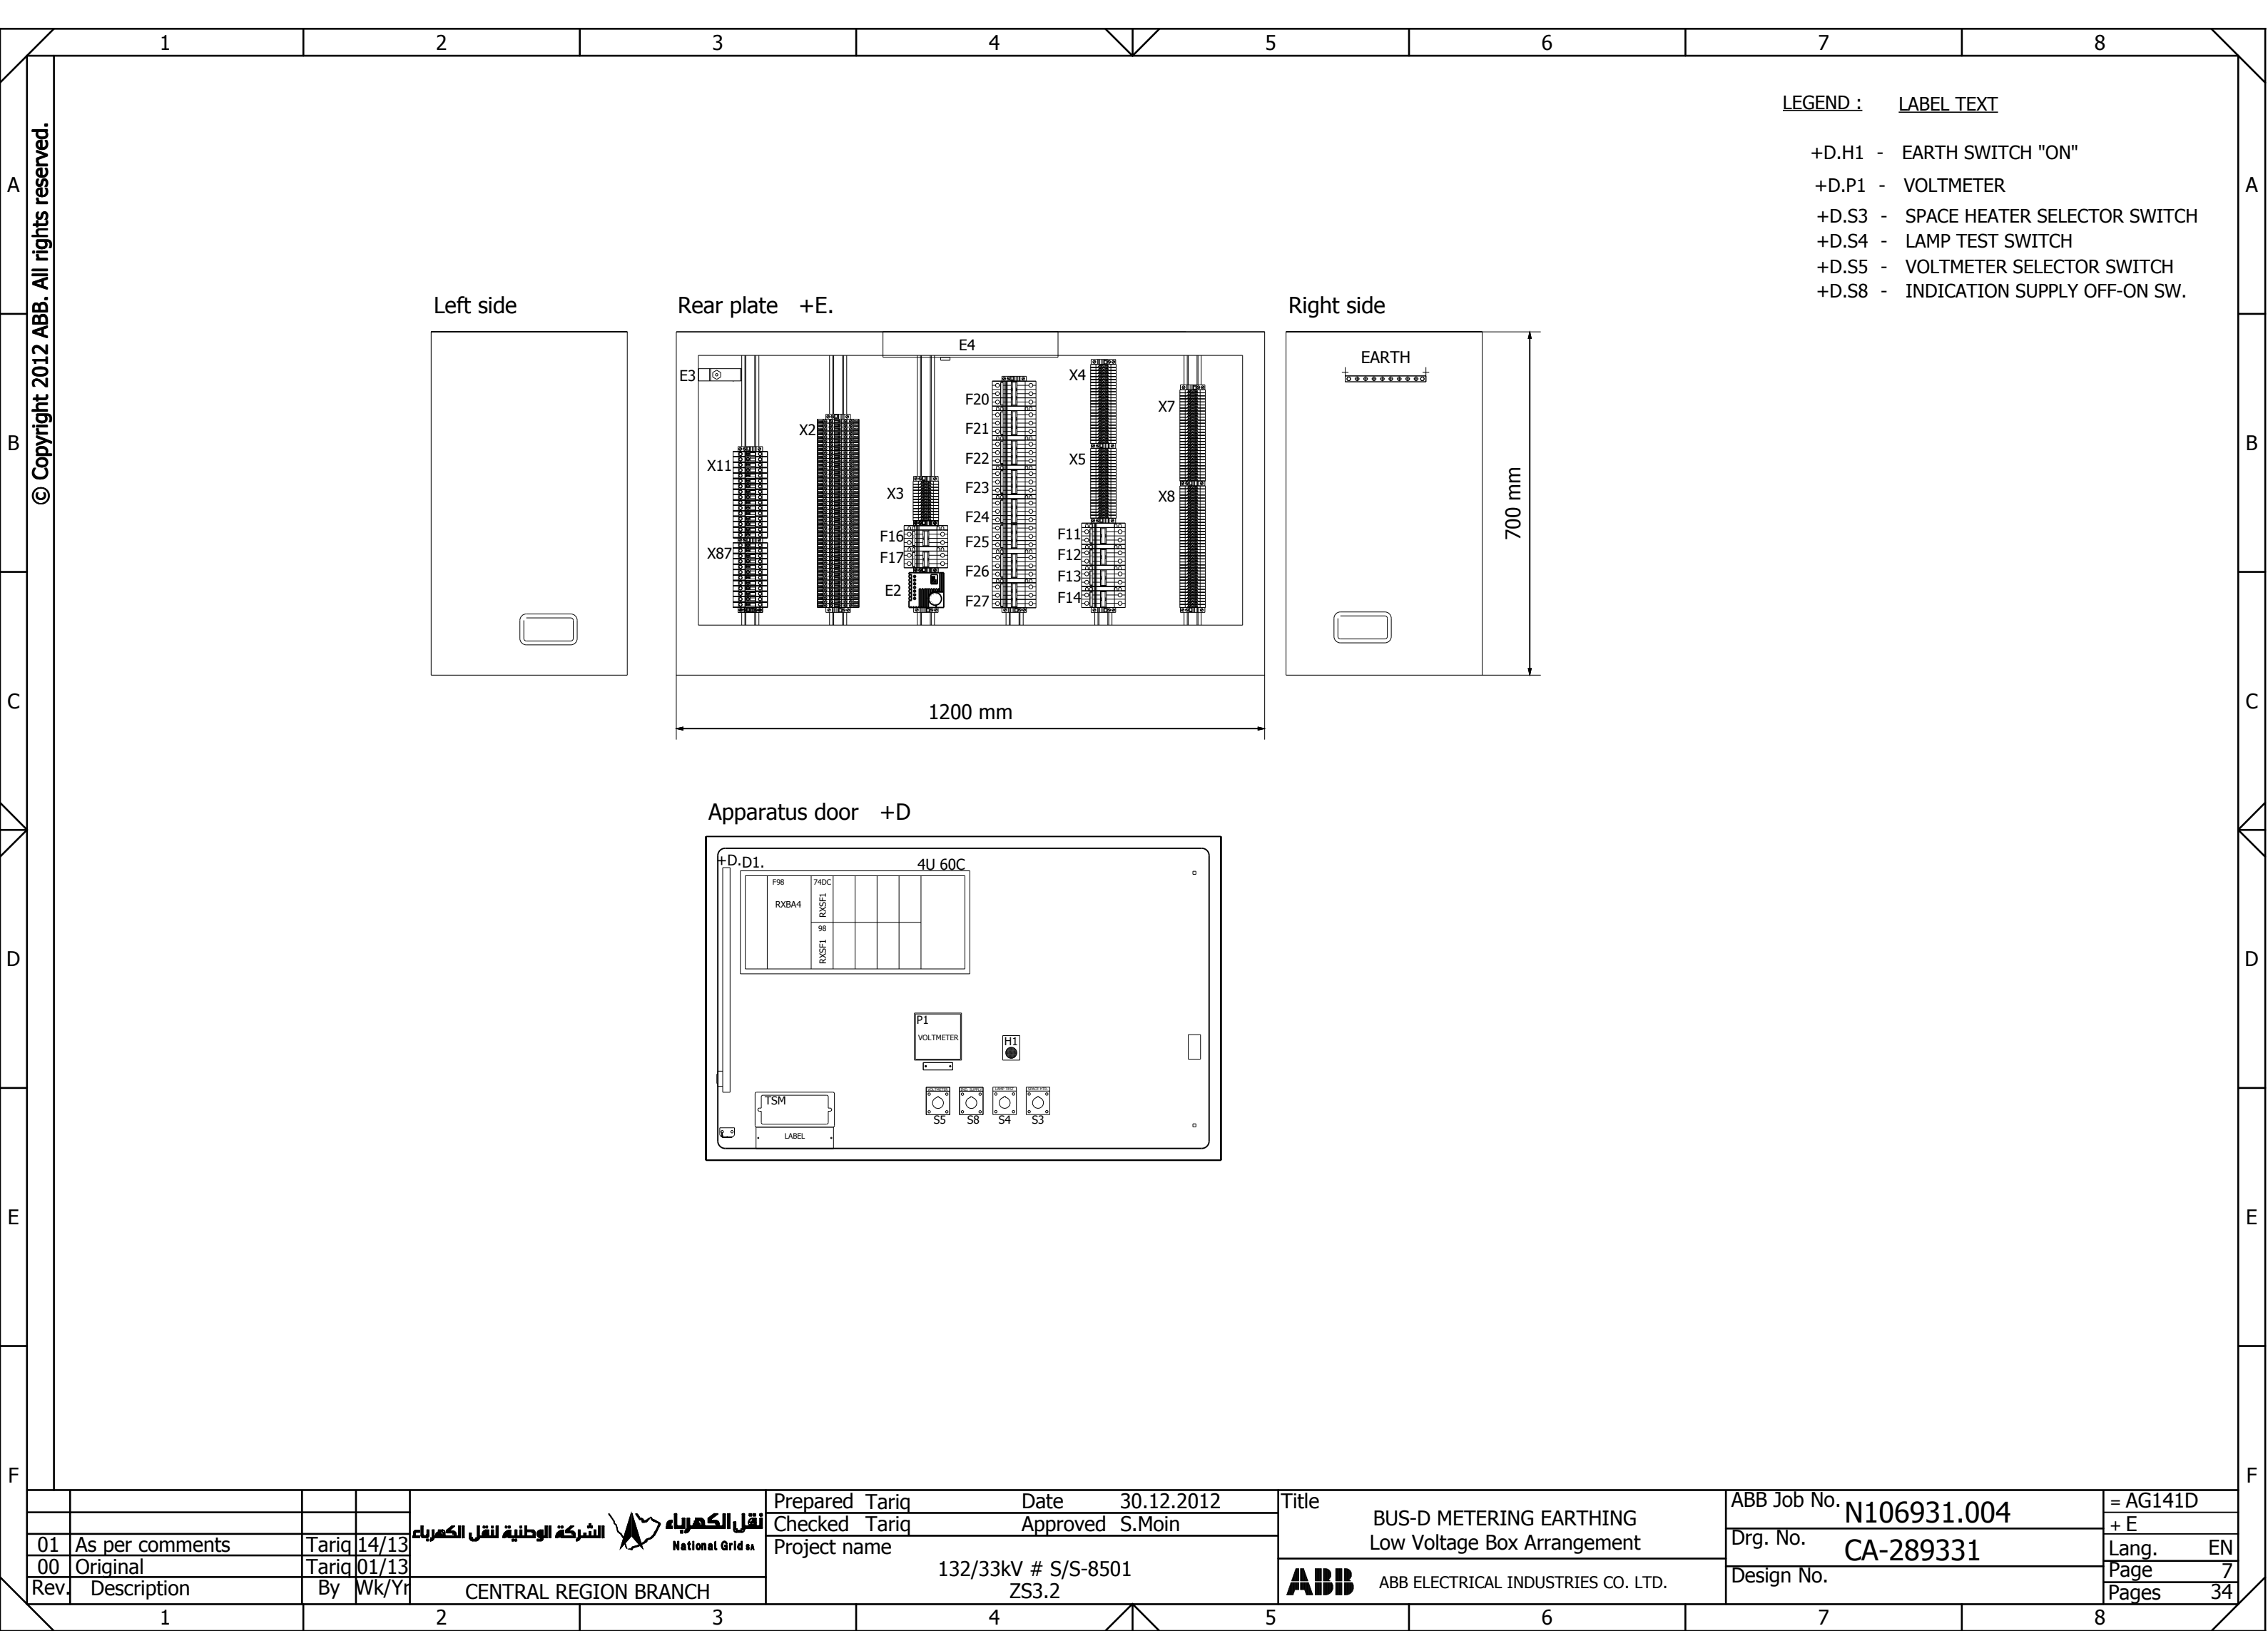 1 2 3 4 5 6 7 8
© Copyright 2012 ABB. All rights reserved.
A A
B B
C C
D D
E E
F F
LEGEND : LABEL TEXT
+D.H1 - EARTH SWITCH "ON"
+D.P1 - VOLTMETER
+D.S3 - SPACE HEATER SELECTOR SWITCH
+D.S4 - LAMP TEST SWITCH
+D.S5 - VOLTMETER SELECTOR SWITCH
+D.S8 - INDICATION SUPPLY OFF-ON SW.
Left side
Rear plate +E.
Right side
E4
E3
X11
X87
X2
X3
F16
F17
E2
F20
F21
F22
F23
F24
F25
F26
F27
X4
X5
F11
F12
F13
F14
X7
X8
EARTH
700 mm
1200 mm
Apparatus door +D
+D.D1.
4U 60C
F98
RXBA4
74DC
RXSF1
98
RXSF1
P1
VOLTMETER
H1
S5 S8 S4 S3
TSM
LABEL
01 As per comments Tariq 14/13
00 Original Tariq 01/13
Rev. Description By Wk/Yr
الشركة الوطنية لنقل الكهرباء
نقل الكهرباء
National Grid SA
CENTRAL REGION BRANCH
Prepared Tariq Date 30.12.2012
Checked Tariq Approved S.Moin
Project name
132/33kV # S/S-8501
ZS3.2
Title
BUS-D METERING EARTHING
Low Voltage Box Arrangement
ABB ABB ELECTRICAL INDUSTRIES CO. LTD.
ABB Job No. N106931.004
Drg. No. CA-289331
Design No.
= AG141D
+ E
Lang. EN
Page 7
Pages 34
1 2 3 4 5 6 7 8